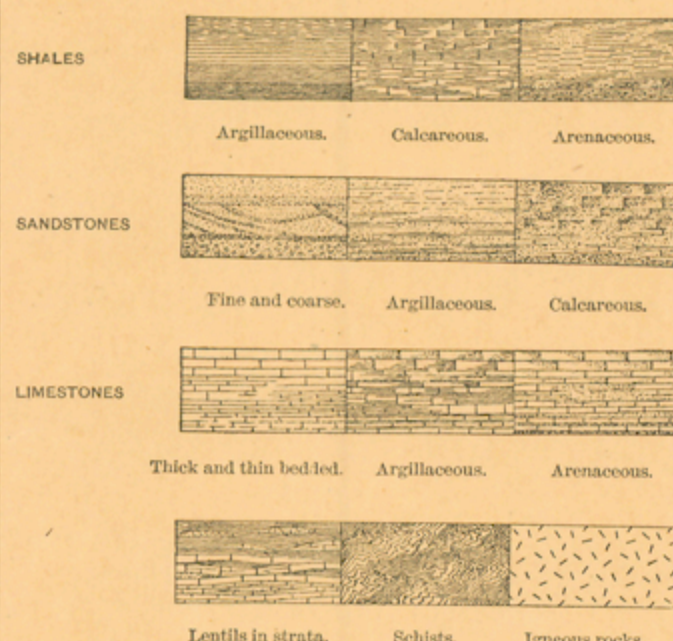 SHALES
Argillaceous. Calcareous. Arenaceous.
SANDSTONES
Fine and coarse. Argillaceous. Calcareous.
LIMESTONES
Thick and thin bedded. Argillaceous. Arenaceous.
Lentils in strata. Schists. Igneous rocks.